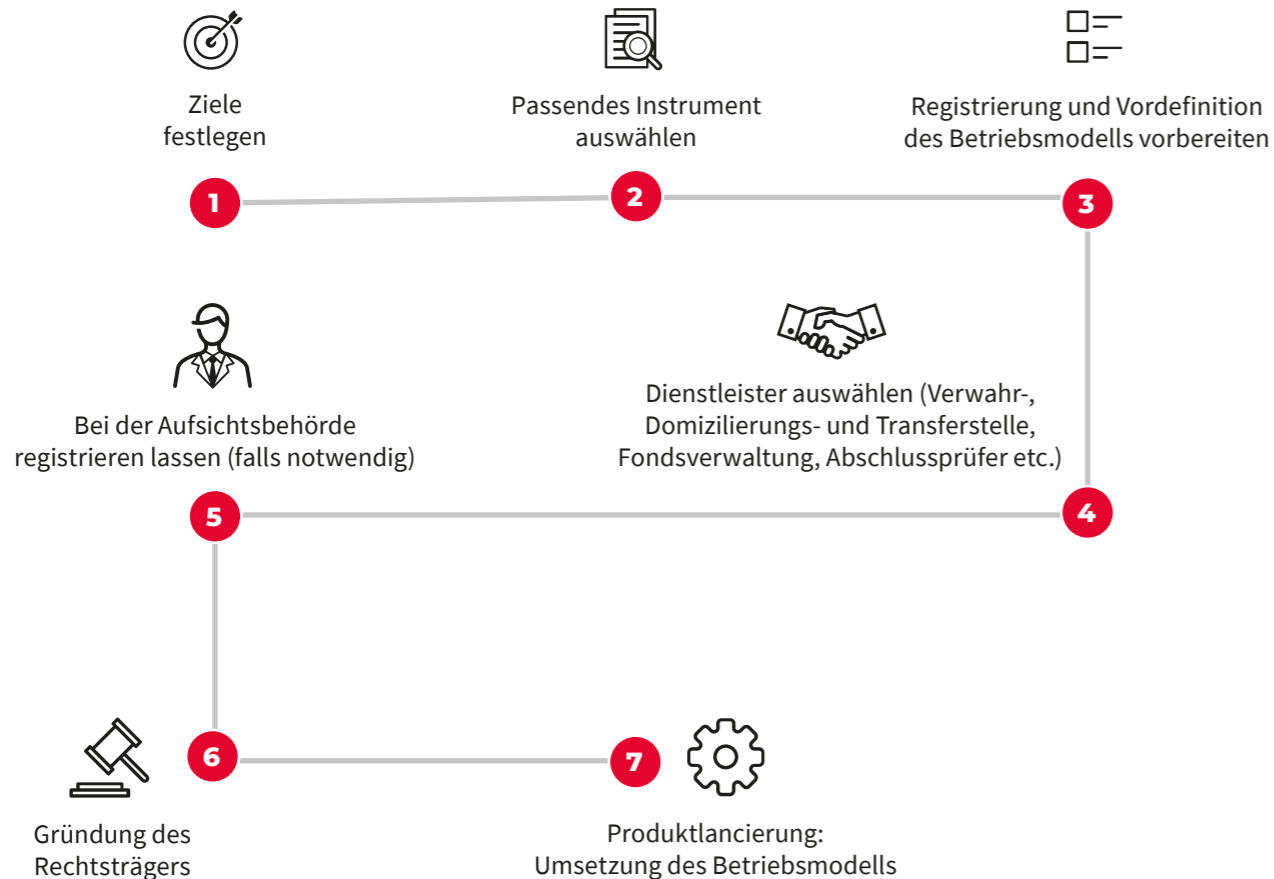 Ziele
festlegen
1
Passendes Instrument
auswählen
2
Registrierung und Vordefinition
des Betriebsmodells vorbereiten
3
Dienstleister auswählen (Verwahr-,
Domizilierungs- und Transferstelle,
Fondsverwaltung, Abschlussprüfer etc.)
4
Bei der Aufsichtsbehörde
registrieren lassen (falls notwendig)
5
6
Gründung des
Rechtsträgers
7
Produktlancierung:
Umsetzung des Betriebsmodells